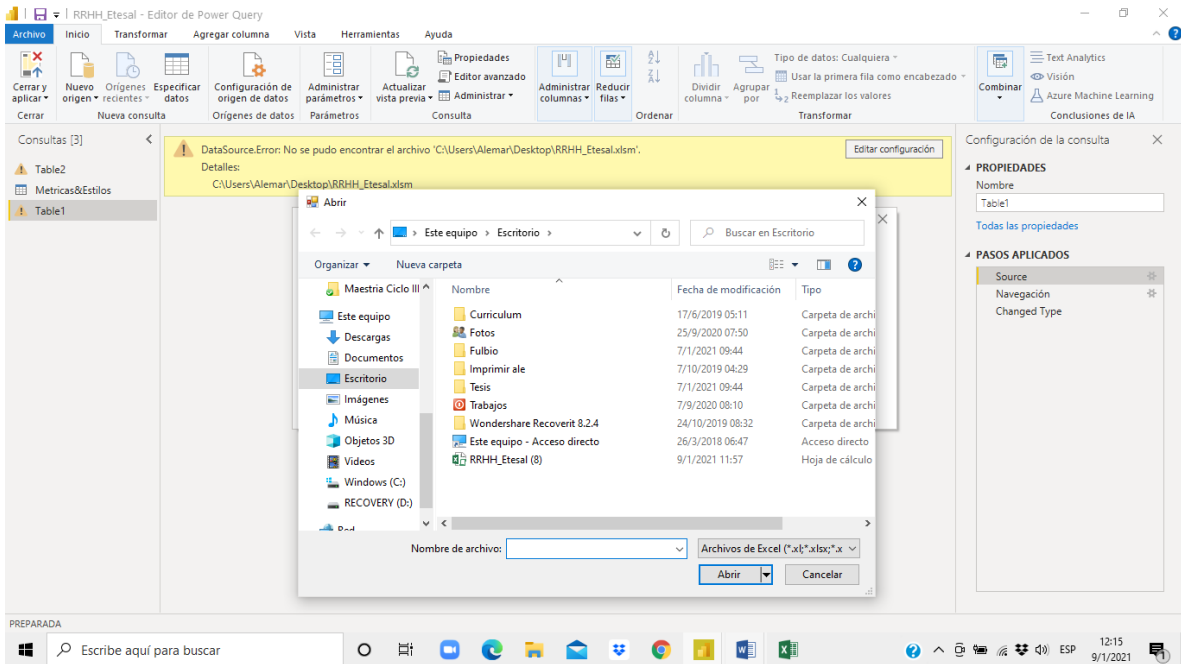 RRHH_Etesal - Editor de Power Query
Archivo Inicio Transformar Agregar columna Vista Herramientas Ayuda
Cerrar y aplicar
Nuevo origen
Orígenes recientes
Especificar datos
Configuración de origen de datos
Administrar parámetros
Actualizar vista previa
Propiedades
Editor avanzado
Administrar
Administrar columnas
Reducir filas
Dividir columna
Agrupar por
Tipo de datos: Cualquiera
Usar la primera fila como encabezado
Reemplazar los valores
Combinar
Text Analytics
Visión
Azure Machine Learning
Cerrar Nueva consulta Orígenes de datos Parámetros Consulta Ordenar Transformar Conclusiones de IA
Consultas [3]
Table2
Metricas&Estilos
Table1
DataSource.Error: No se pudo encontrar el archivo 'C:\Users\Alemar\Desktop\RRHH_Etesal.xlsm'.
Detalles:
C:\Users\Alemar\Desktop\RRHH_Etesal.xlsm
Editar configuración
Abrir
Este equipo > Escritorio >
Buscar en Escritorio
Organizar Nueva carpeta
Maestria Ciclo III
Este equipo
Descargas
Documentos
Escritorio
Imágenes
Música
Objetos 3D
Videos
Windows (C:)
RECOVERY (D:)
Nombre Fecha de modificación Tipo
Curriculum 17/6/2019 05:11 Carpeta de archi
Fotos 25/9/2020 07:50 Carpeta de archi
Fulbio 7/1/2021 09:44 Carpeta de archi
Imprimir ale 7/10/2019 04:29 Carpeta de archi
Tesis 7/1/2021 09:44 Carpeta de archi
Trabajos 7/9/2020 08:10 Carpeta de archi
Wondershare Recoverit 8.2.4 24/10/2019 08:32 Carpeta de archi
Este equipo - Acceso directo 26/3/2018 06:47 Acceso directo
RRHH_Etesal (8) 9/1/2021 11:57 Hoja de cálculo
Nombre de archivo:
Archivos de Excel (*.xl;*.xlsx;*.x
Abrir Cancelar
Configuración de la consulta
PROPIEDADES
Nombre
Table1
Todas las propiedades
PASOS APLICADOS
Source
Navegación
Changed Type
PREPARADA
Escribe aquí para buscar
ESP
12:15
9/1/2021